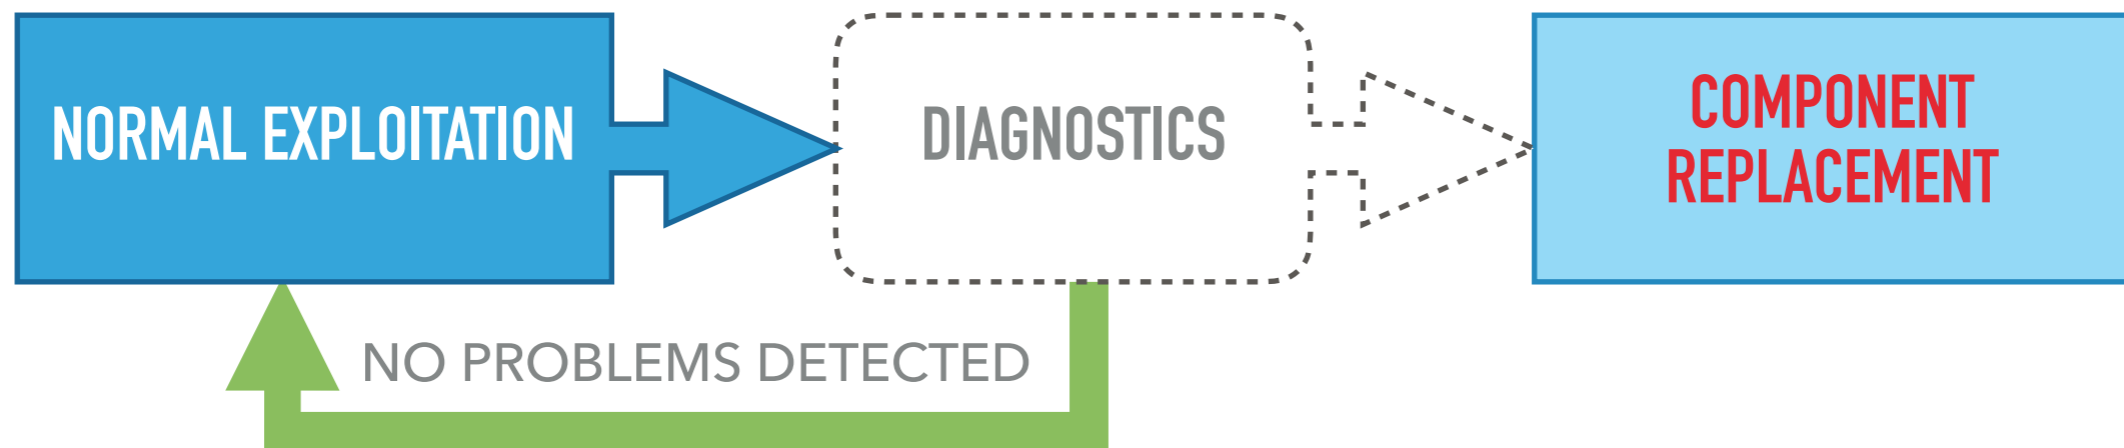 NORMAL EXPLOITATION
DIAGNOSTICS
COMPONENT
REPLACEMENT
NO PROBLEMS DETECTED